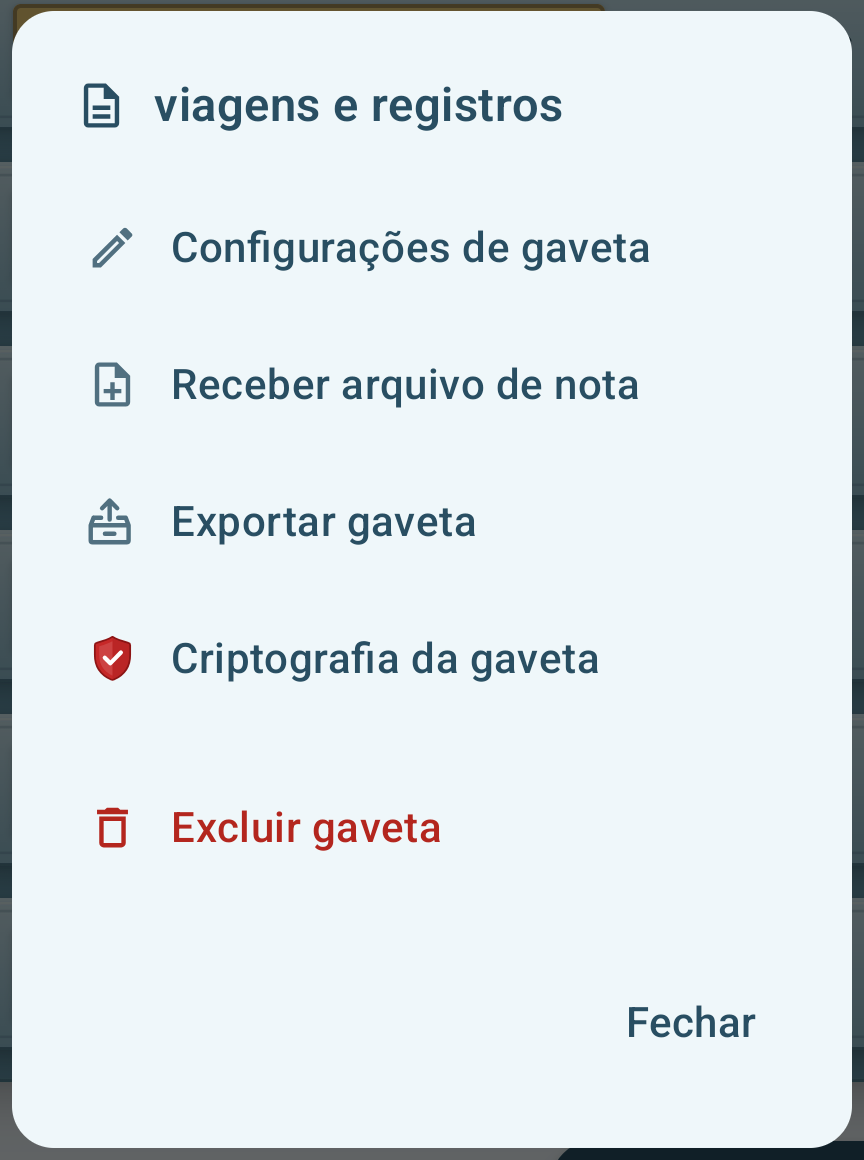 viagens e registros
Configurações de gaveta
Receber arquivo de nota
Exportar gaveta
Criptografia da gaveta
Excluir gaveta
Fechar